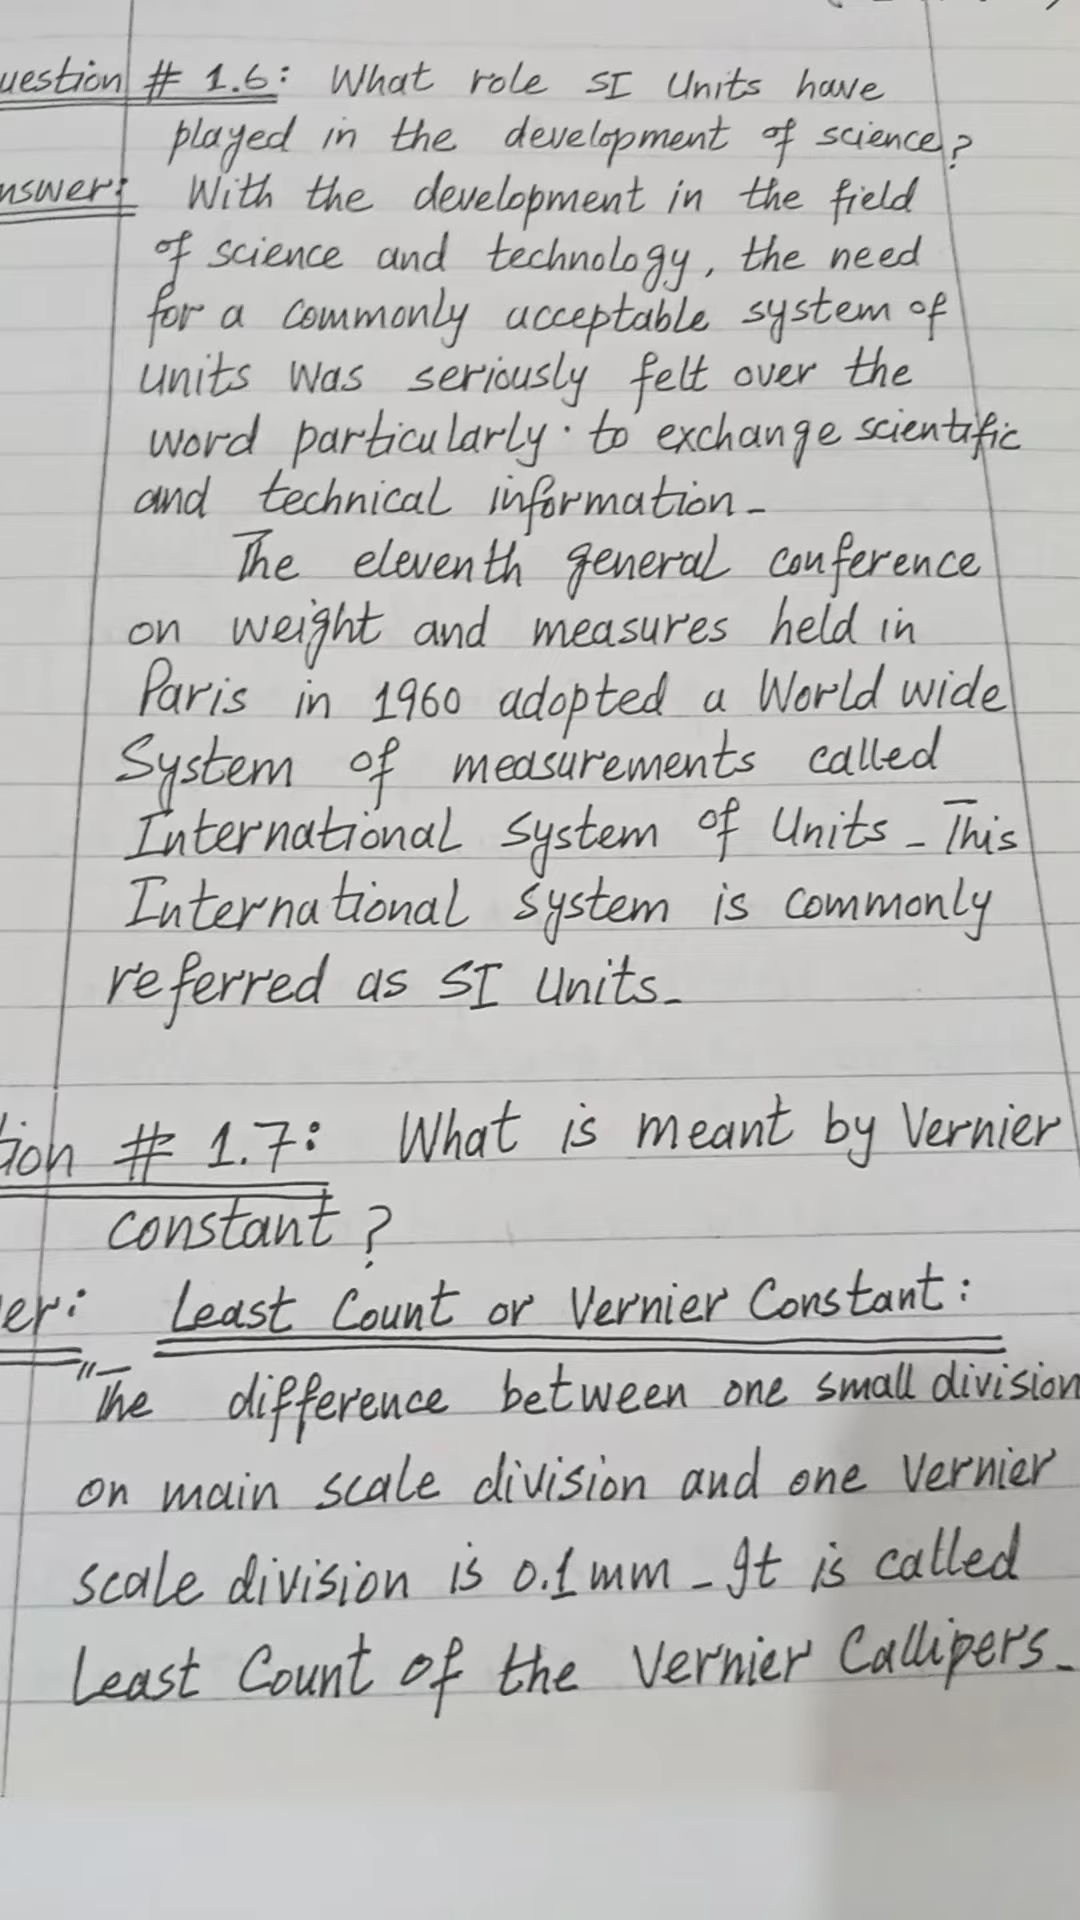 uestion # 1.6: What role SI Units have
played in the development of science?
nswer: With the development in the field
of science and technology, the need
for a commonly acceptable system of
units was seriously felt over the
word particularly. to exchange scientific
and technical information_
The eleventh general conference
on weight and measures held in
Paris in 1960 adopted a World wide
System of measurements called
International System of Units_ This
International System is commonly
referred as SI Units_
tion # 1.7: What is meant by Vernier
constant?
er: Least Count or Vernier Constant:
"The difference between one small division
on main scale division and one Vernier
scale division is 0.1mm_ It is called
Least Count of the Vernier Callipers_